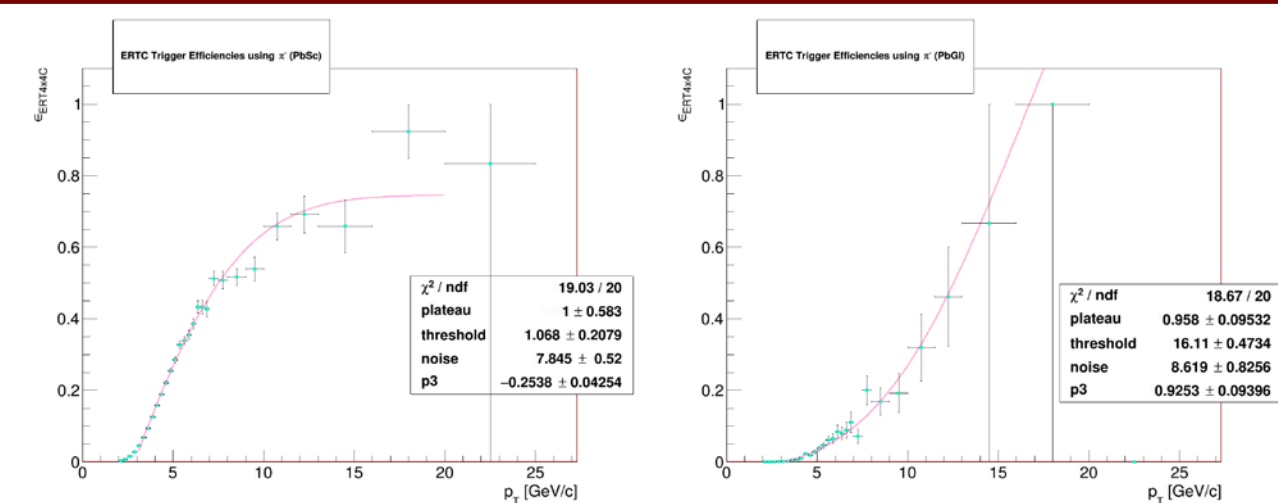 ERTC Trigger Efficiencies using π° (PbSc)
ϵERT4x4C
1
0.8
0.6
0.4
0.2
0
0 5 10 15 20 25
pT [GeV/c]
χ² / ndf 19.03 / 20
plateau 1 ± 0.583
threshold 1.068 ± 0.2079
noise 7.845 ± 0.52
p3 −0.2538 ± 0.04254
ERTC Trigger Efficiencies using π° (PbGl)
ϵERT4x4C
1
0.8
0.6
0.4
0.2
0
0 5 10 15 20 25
pT [GeV/c]
χ² / ndf 18.67 / 20
plateau 0.958 ± 0.09532
threshold 16.11 ± 0.4734
noise 8.619 ± 0.8256
p3 0.9253 ± 0.09396